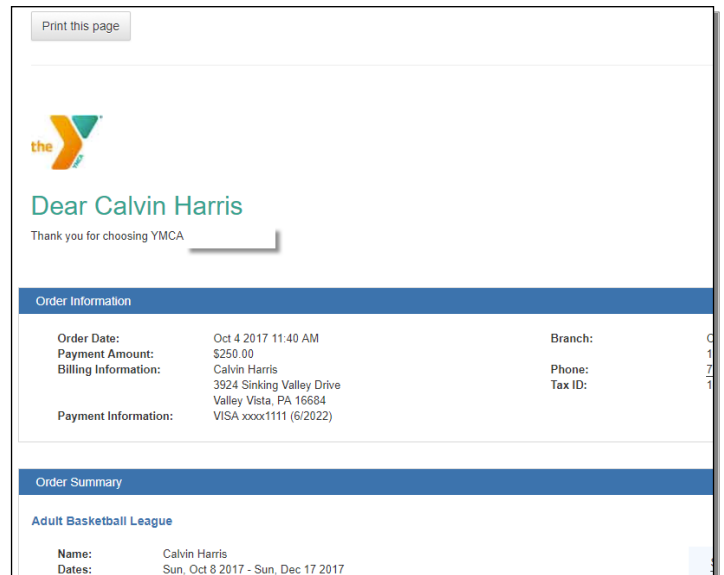 Print this page
the
YMCA
Dear Calvin Harris
Thank you for choosing YMCA
Order Information
Order Date: Oct 4 2017 11:40 AM Branch:
Payment Amount: $250.00
Billing Information: Calvin Harris Phone:
3924 Sinking Valley Drive Tax ID:
Valley Vista, PA 16684
Payment Information: VISA xxxx1111 (6/2022)
Order Summary
Adult Basketball League
Name: Calvin Harris
Dates: Sun, Oct 8 2017 - Sun, Dec 17 2017